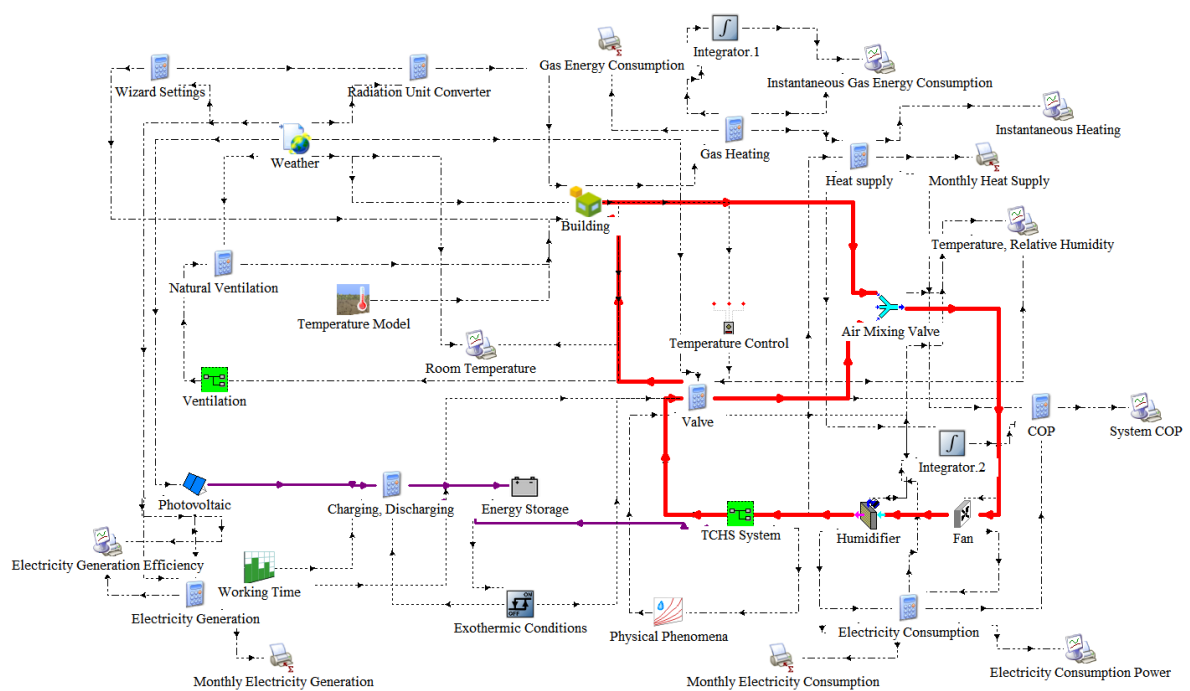 Integrator.1
Gas Energy Consumption
Instantaneous Gas Energy Consumption
Wizard Settings
Radiation Unit Converter
Instantaneous Heating
Weather
Gas Heating
Heat supply
Monthly Heat Supply
Building
Temperature, Relative Humidity
Natural Ventilation
Temperature Model
Air Mixing Valve
Temperature Control
Room Temperature
Ventilation
Valve
COP
System COP
Integrator.2
Photovoltaic
Charging, Discharging
Energy Storage
TCHS System
Humidifier
Fan
Electricity Generation Efficiency
Working Time
ON
OFF
Electricity Generation
Exothermic Conditions
Physical Phenomena
Electricity Consumption
Monthly Electricity Generation
Monthly Electricity Consumption
Electricity Consumption Power